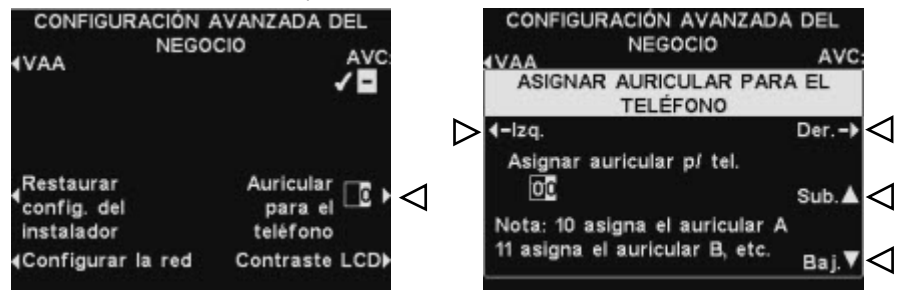 CONFIGURACIÓN AVANZADA DEL
NEGOCIO
VAA
AVC:
✓ -
Restaurar
config. del
instalador
Auricular
para el
teléfono
0
Configurar la red
Contraste LCD
CONFIGURACIÓN AVANZADA DEL
NEGOCIO
VAA
AVC:
ASIGNAR AURICULAR PARA EL
TELÉFONO
-Izq.
Der.-
Asignar auricular p/ tel.
00
Sub.
Nota: 10 asigna el auricular A
11 asigna el auricular B, etc.
Baj.